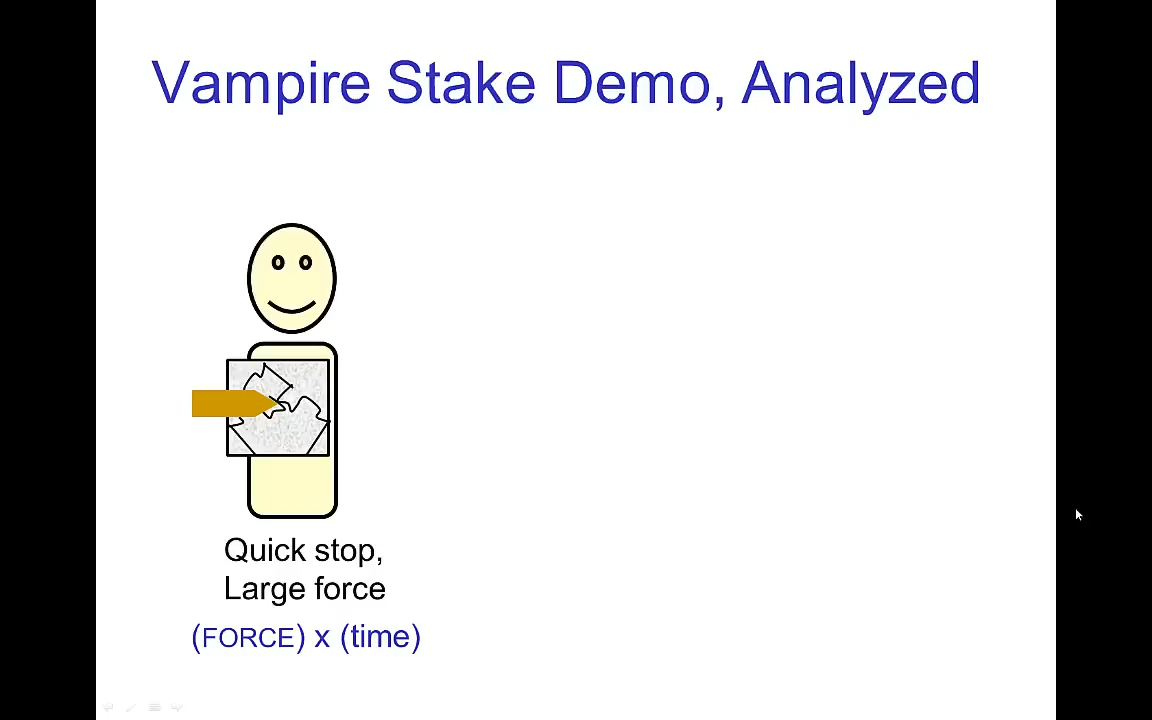 Vampire Stake Demo, Analyzed
Quick stop,
Large force
(FORCE) x (time)